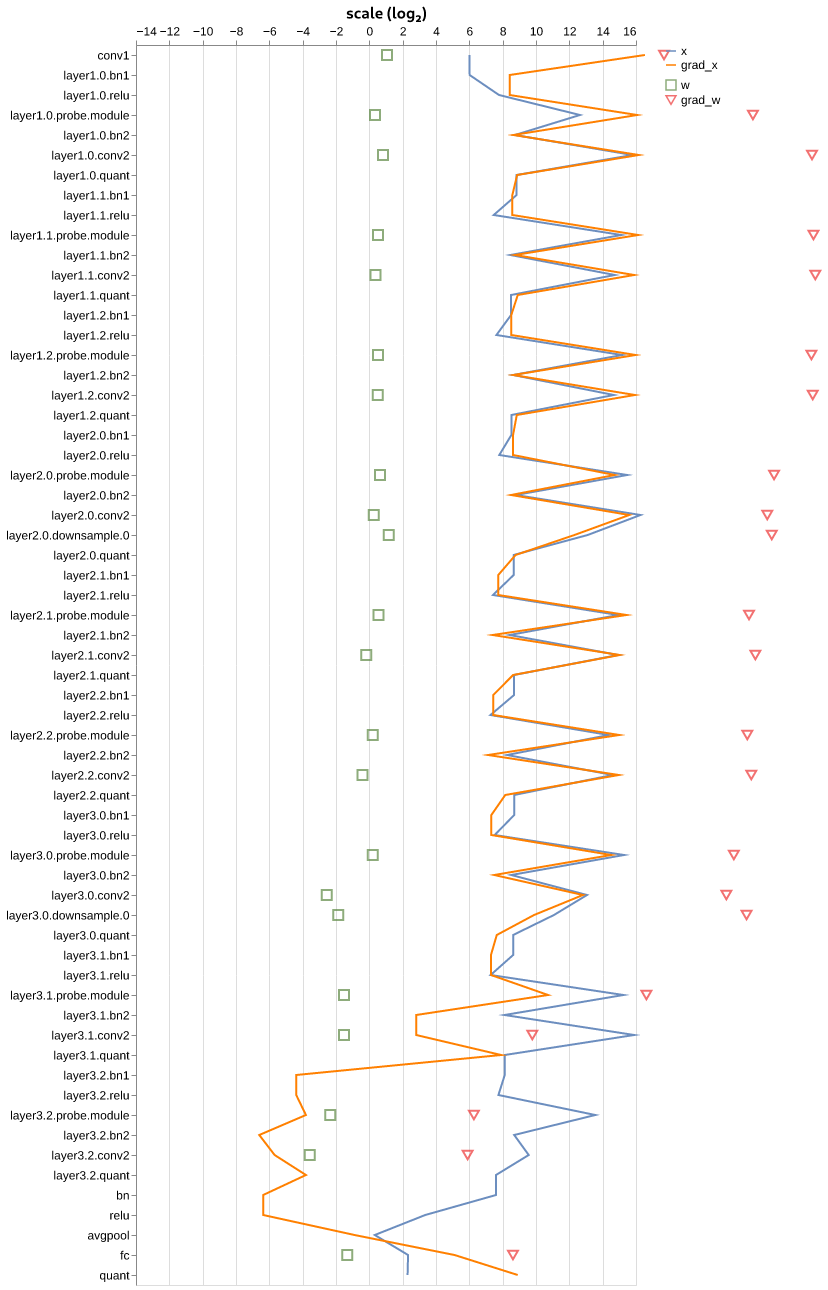 scale (log₂)
−14 −12 −10 −8 −6 −4 −2 0 2 4 6 8 10 12 14 16
x
grad_x
w
grad_w
conv1
layer1.0.bn1
layer1.0.relu
layer1.0.probe.module
layer1.0.bn2
layer1.0.conv2
layer1.0.quant
layer1.1.bn1
layer1.1.relu
layer1.1.probe.module
layer1.1.bn2
layer1.1.conv2
layer1.1.quant
layer1.2.bn1
layer1.2.relu
layer1.2.probe.module
layer1.2.bn2
layer1.2.conv2
layer1.2.quant
layer2.0.bn1
layer2.0.relu
layer2.0.probe.module
layer2.0.bn2
layer2.0.conv2
layer2.0.downsample.0
layer2.0.quant
layer2.1.bn1
layer2.1.relu
layer2.1.probe.module
layer2.1.bn2
layer2.1.conv2
layer2.1.quant
layer2.2.bn1
layer2.2.relu
layer2.2.probe.module
layer2.2.bn2
layer2.2.conv2
layer2.2.quant
layer3.0.bn1
layer3.0.relu
layer3.0.probe.module
layer3.0.bn2
layer3.0.conv2
layer3.0.downsample.0
layer3.0.quant
layer3.1.bn1
layer3.1.relu
layer3.1.probe.module
layer3.1.bn2
layer3.1.conv2
layer3.1.quant
layer3.2.bn1
layer3.2.relu
layer3.2.probe.module
layer3.2.bn2
layer3.2.conv2
layer3.2.quant
bn
relu
avgpool
fc
quant